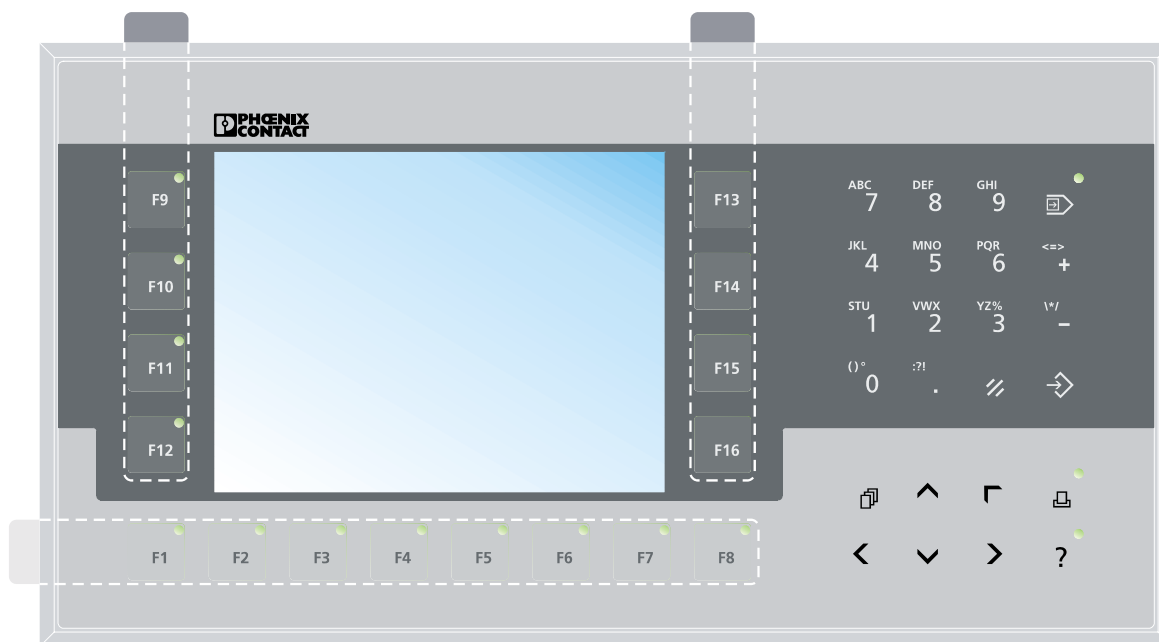 PHŒNIX
CONTACT
F9
F10
F11
F12
F13
F14
F15
F16
ABC 7
DEF 8
GHI 9
JKL 4
MNO 5
PQR 6
<=> +
STU 1
VWX 2
YZ% 3
\*/ –
()° 0
:?! .
F1 F2 F3 F4 F5 F6 F7 F8
?